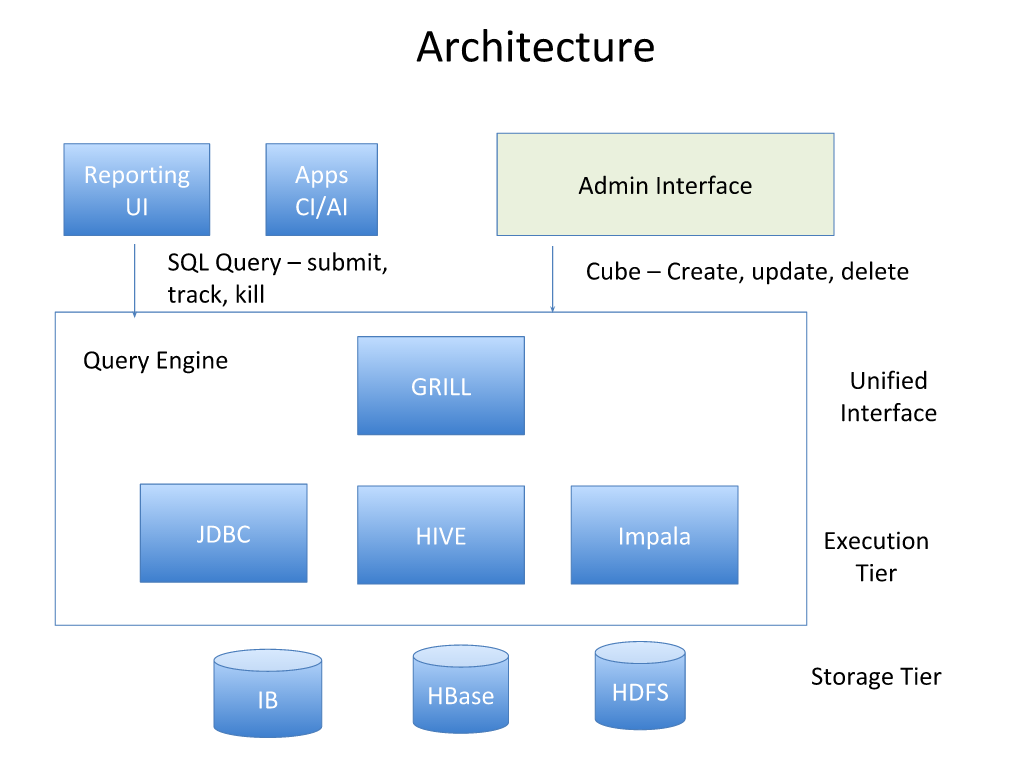 Architecture
Reporting
UI
Apps
CI/AI
Admin Interface
SQL Query – submit,
track, kill
Cube – Create, update, delete
Query Engine
GRILL
Unified
Interface
JDBC
HIVE
Impala
Execution
Tier
IB
HBase
HDFS
Storage Tier